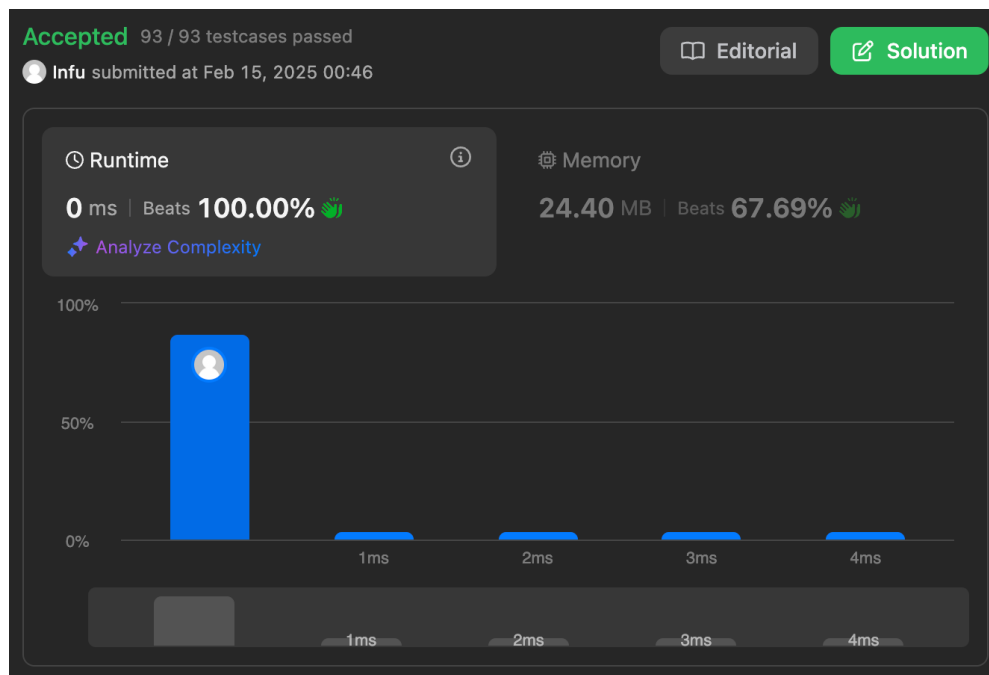 Accepted 93 / 93 testcases passed
Editorial
Solution
Infu submitted at Feb 15, 2025 00:46
Runtime
0 ms | Beats 100.00%
Analyze Complexity
Memory
24.40 MB | Beats 67.69%
100%
50%
0%
1ms 2ms 3ms 4ms
1ms 2ms 3ms 4ms